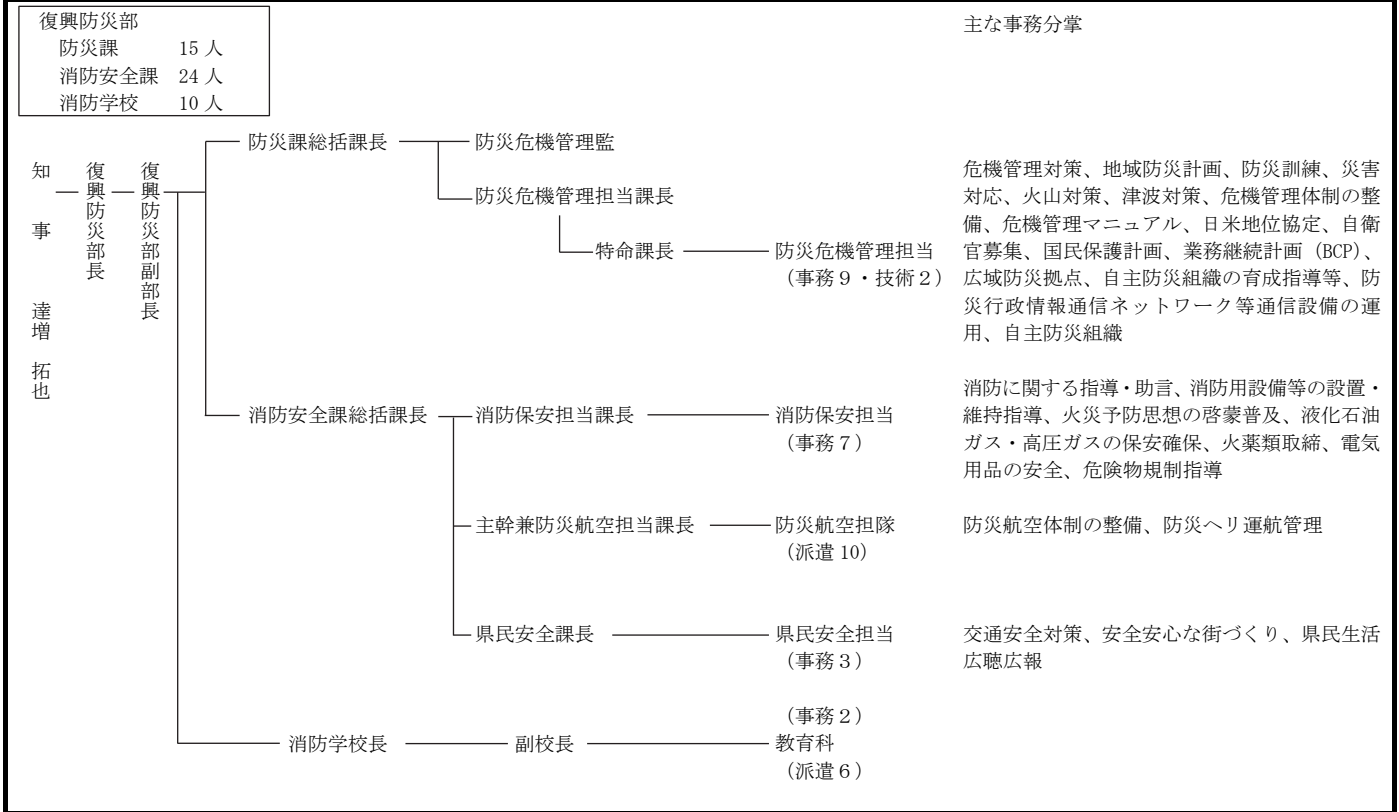 復興防災部
防災課 15人
消防安全課 24人
消防学校 10人
主な事務分掌
知事 達増 拓也
復興防災部長
復興防災部副部長
防災課総括課長
防災危機管理監
防災危機管理担当課長
特命課長
防災危機管理担当
（事務９・技術２）
危機管理対策、地域防災計画、防災訓練、災害
対応、火山対策、津波対策、危機管理体制の整
備、危機管理マニュアル、日米地位協定、自衛
官募集、国民保護計画、業務継続計画（BCP）、
広域防災拠点、自主防災組織の育成指導等、防
災行政情報通信ネットワーク等通信設備の運
用、自主防災組織
消防安全課総括課長
消防保安担当課長
消防保安担当
（事務７）
消防に関する指導・助言、消防用設備等の設置・
維持指導、火災予防思想の啓蒙普及、液化石油
ガス・高圧ガスの保安確保、火薬類取締、電気
用品の安全、危険物規制指導
主幹兼防災航空担当課長
防災航空担隊
（派遣10）
防災航空体制の整備、防災ヘリ運航管理
県民安全課長
県民安全担当
（事務３）
交通安全対策、安全安心な街づくり、県民生活
広聴広報
消防学校長
副校長
（事務２）
教育科
（派遣６）